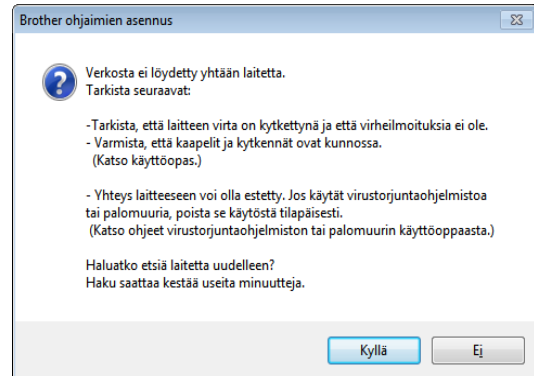 Brother ohjaimien asennus
Verkosta ei löydetty yhtään laitetta.
Tarkista seuraavat:
-Tarkista, että laitteen virta on kytkettynä ja että virheilmoituksia ei ole.
- Varmista, että kaapelit ja kytkennät ovat kunnossa.
(Katso käyttöopas.)
- Yhteys laitteeseen voi olla estetty. Jos käytät virustorjuntaohjelmistoa
tai palomuuria, poista se käytöstä tilapäisesti.
(Katso ohjeet virustorjuntaohjelmiston tai palomuurin käyttöoppaasta.)
Haluatko etsiä laitetta uudelleen?
Haku saattaa kestää useita minuutteja.
Kyllä
Ei